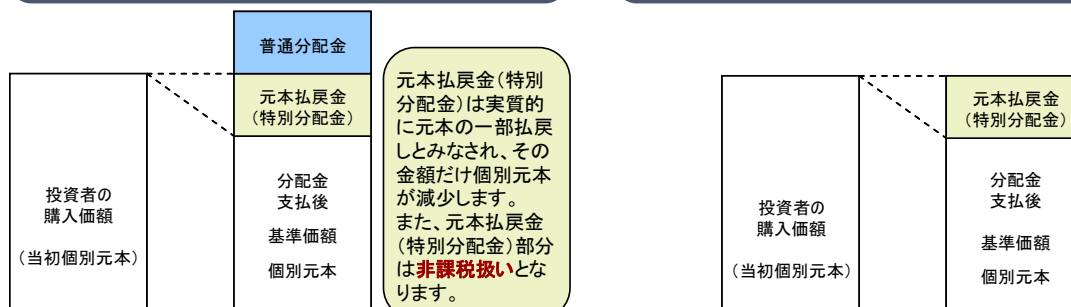 普通分配金
元本払戻金
(特別分配金)
投資者の
購入価額
(当初個別元本)
分配金
支払後
基準価額
個別元本
元本払戻金(特別
分配金)は実質的
に元本の一部払戻
しとみなされ、その
金額だけ個別元本
が減少します。
また、元本払戻金
(特別分配金)部分
は非課税扱いとな
ります。
元本払戻金
(特別分配金)
投資者の
購入価額
(当初個別元本)
分配金
支払後
基準価額
個別元本